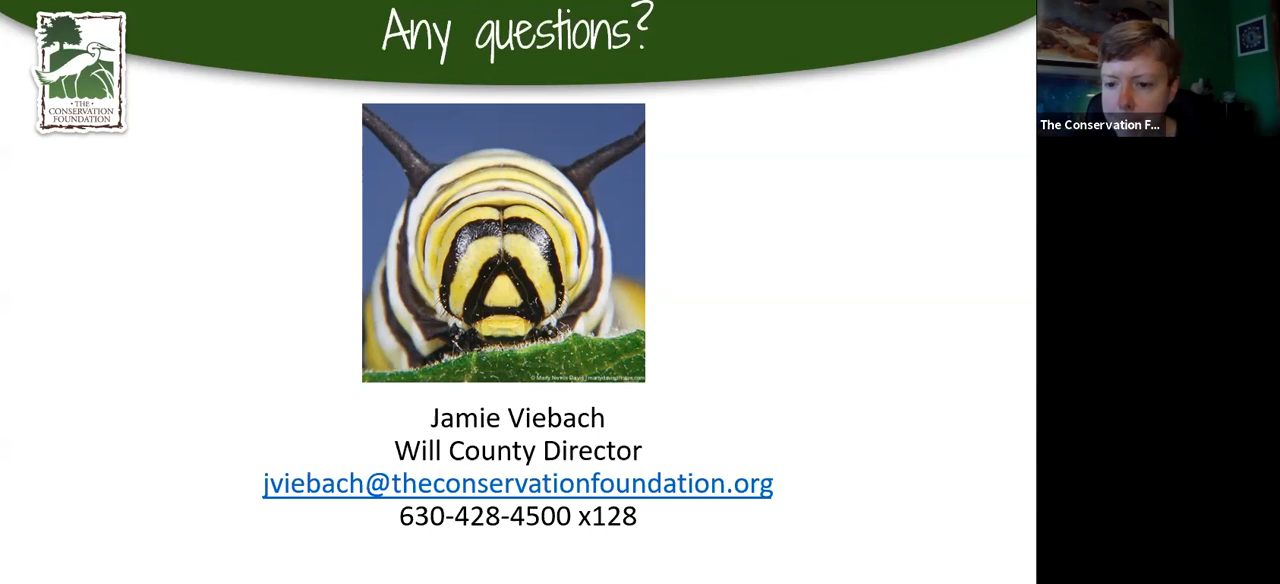 Any questions?
• THE •
CONSERVATION
FOUNDATION
The Conservation F...
Jamie Viebach
Will County Director
jviebach@theconservationfoundation.org
630-428-4500 x128